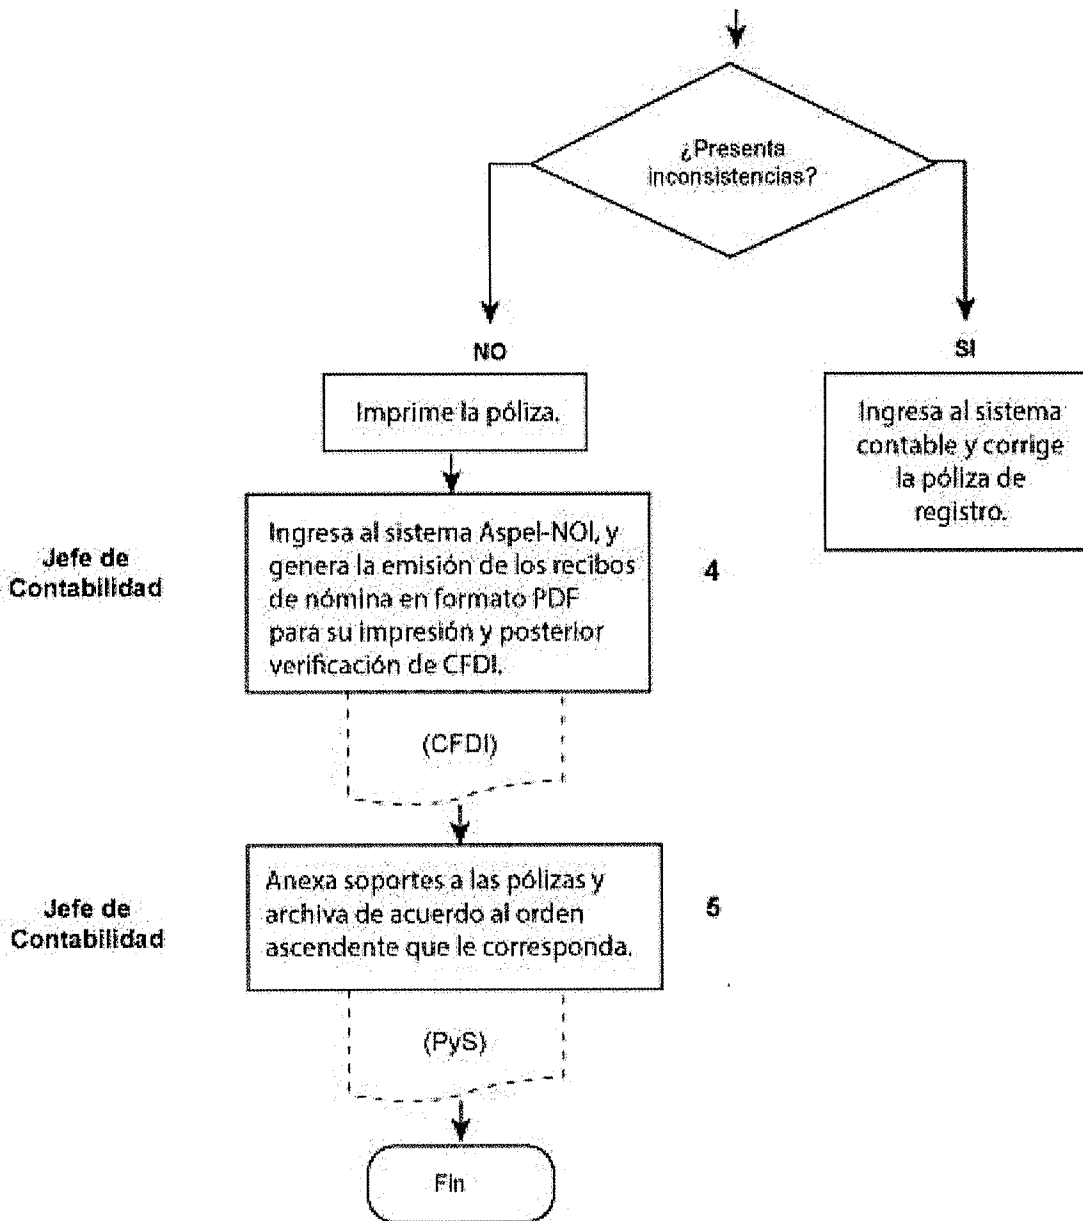 ¿Presenta
inconsistencias?
NO
SI
Imprime la póliza.
Ingresa al sistema
contable y corrige
la póliza de
registro.
Jefe de
Contabilidad
Ingresa al sistema Aspel-NOI, y
genera la emisión de los recibos
de nómina en formato PDF
para su impresión y posterior
verificación de CFDI.
4
(CFDI)
Jefe de
Contabilidad
Anexa soportes a las pólizas y
archiva de acuerdo al orden
ascendente que le corresponda.
5
(PyS)
Fin